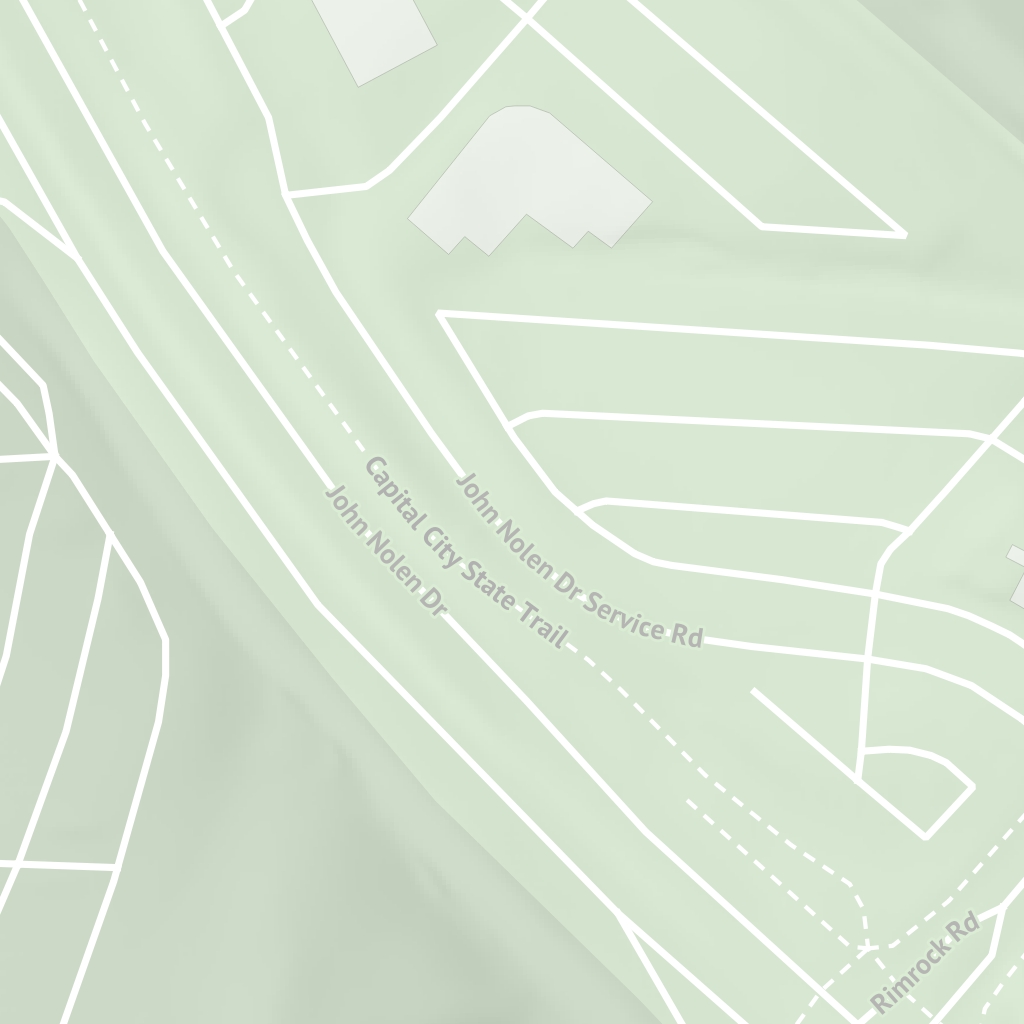 Capital City State Trail
John Nolen Dr Service Rd
John Nolen Dr
Rimrock Rd